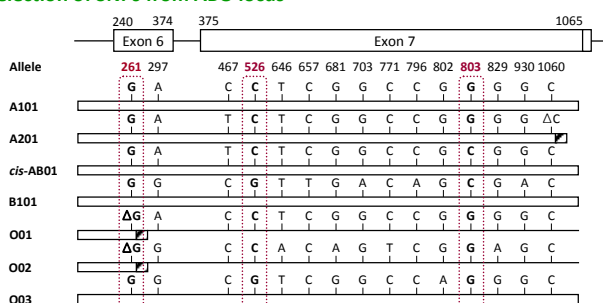 election of SNPs from ABO locus
240 374 375 1065
Exon 6 Exon 7
Allele 261 297 467 526 646 657 681 703 771 796 802 803 829 930 1060
G A C C T C G G C C G G G G C
A101
G A T C T C G G C C G G G G ΔC
A201
G A T C T C G G C C G C G G C
cis-AB01
G G C G T T G A C A G C G A C
B101
ΔG A C C T C G G C C G G G G C
O01
ΔG G C C A C A G T C G G A G C
O02
G G C G T C G G C C A G G G C
O03